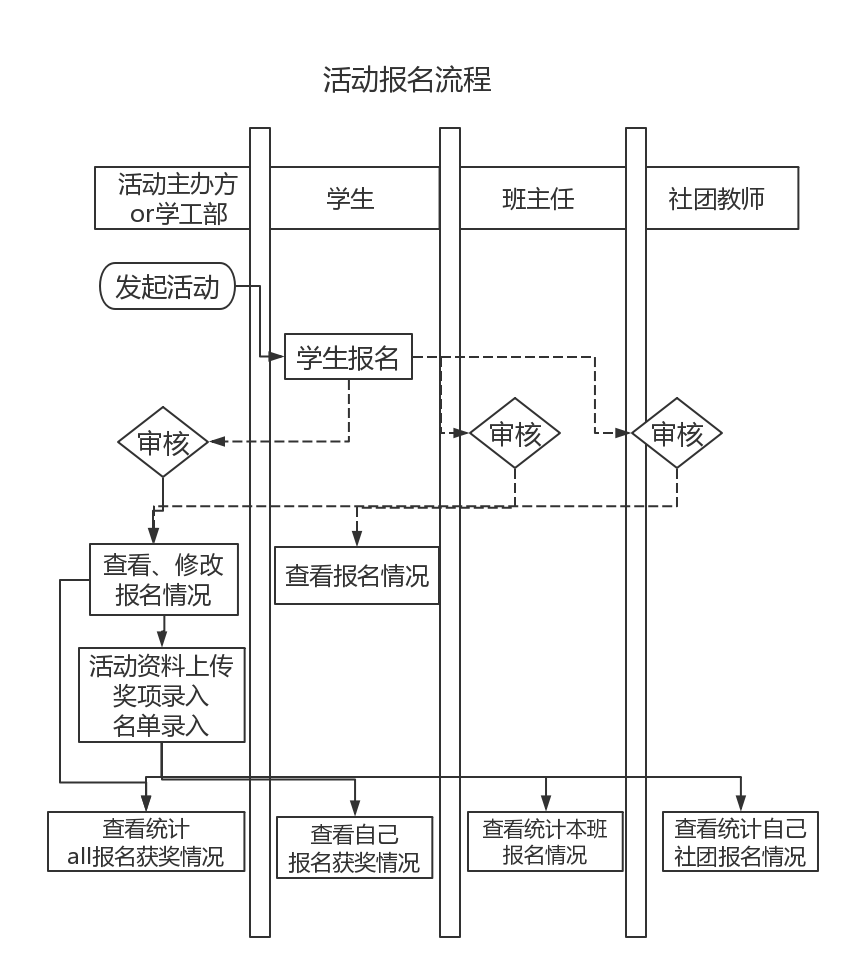 活动报名流程
活动主办方
or学工部
学生
班主任
社团教师
发起活动
学生报名
审核
审核
审核
查看、修改
报名情况
查看报名情况
活动资料上传
奖项录入
名单录入
查看统计
all报名获奖情况
查看自己
报名获奖情况
查看统计本班
报名情况
查看统计自己
社团报名情况